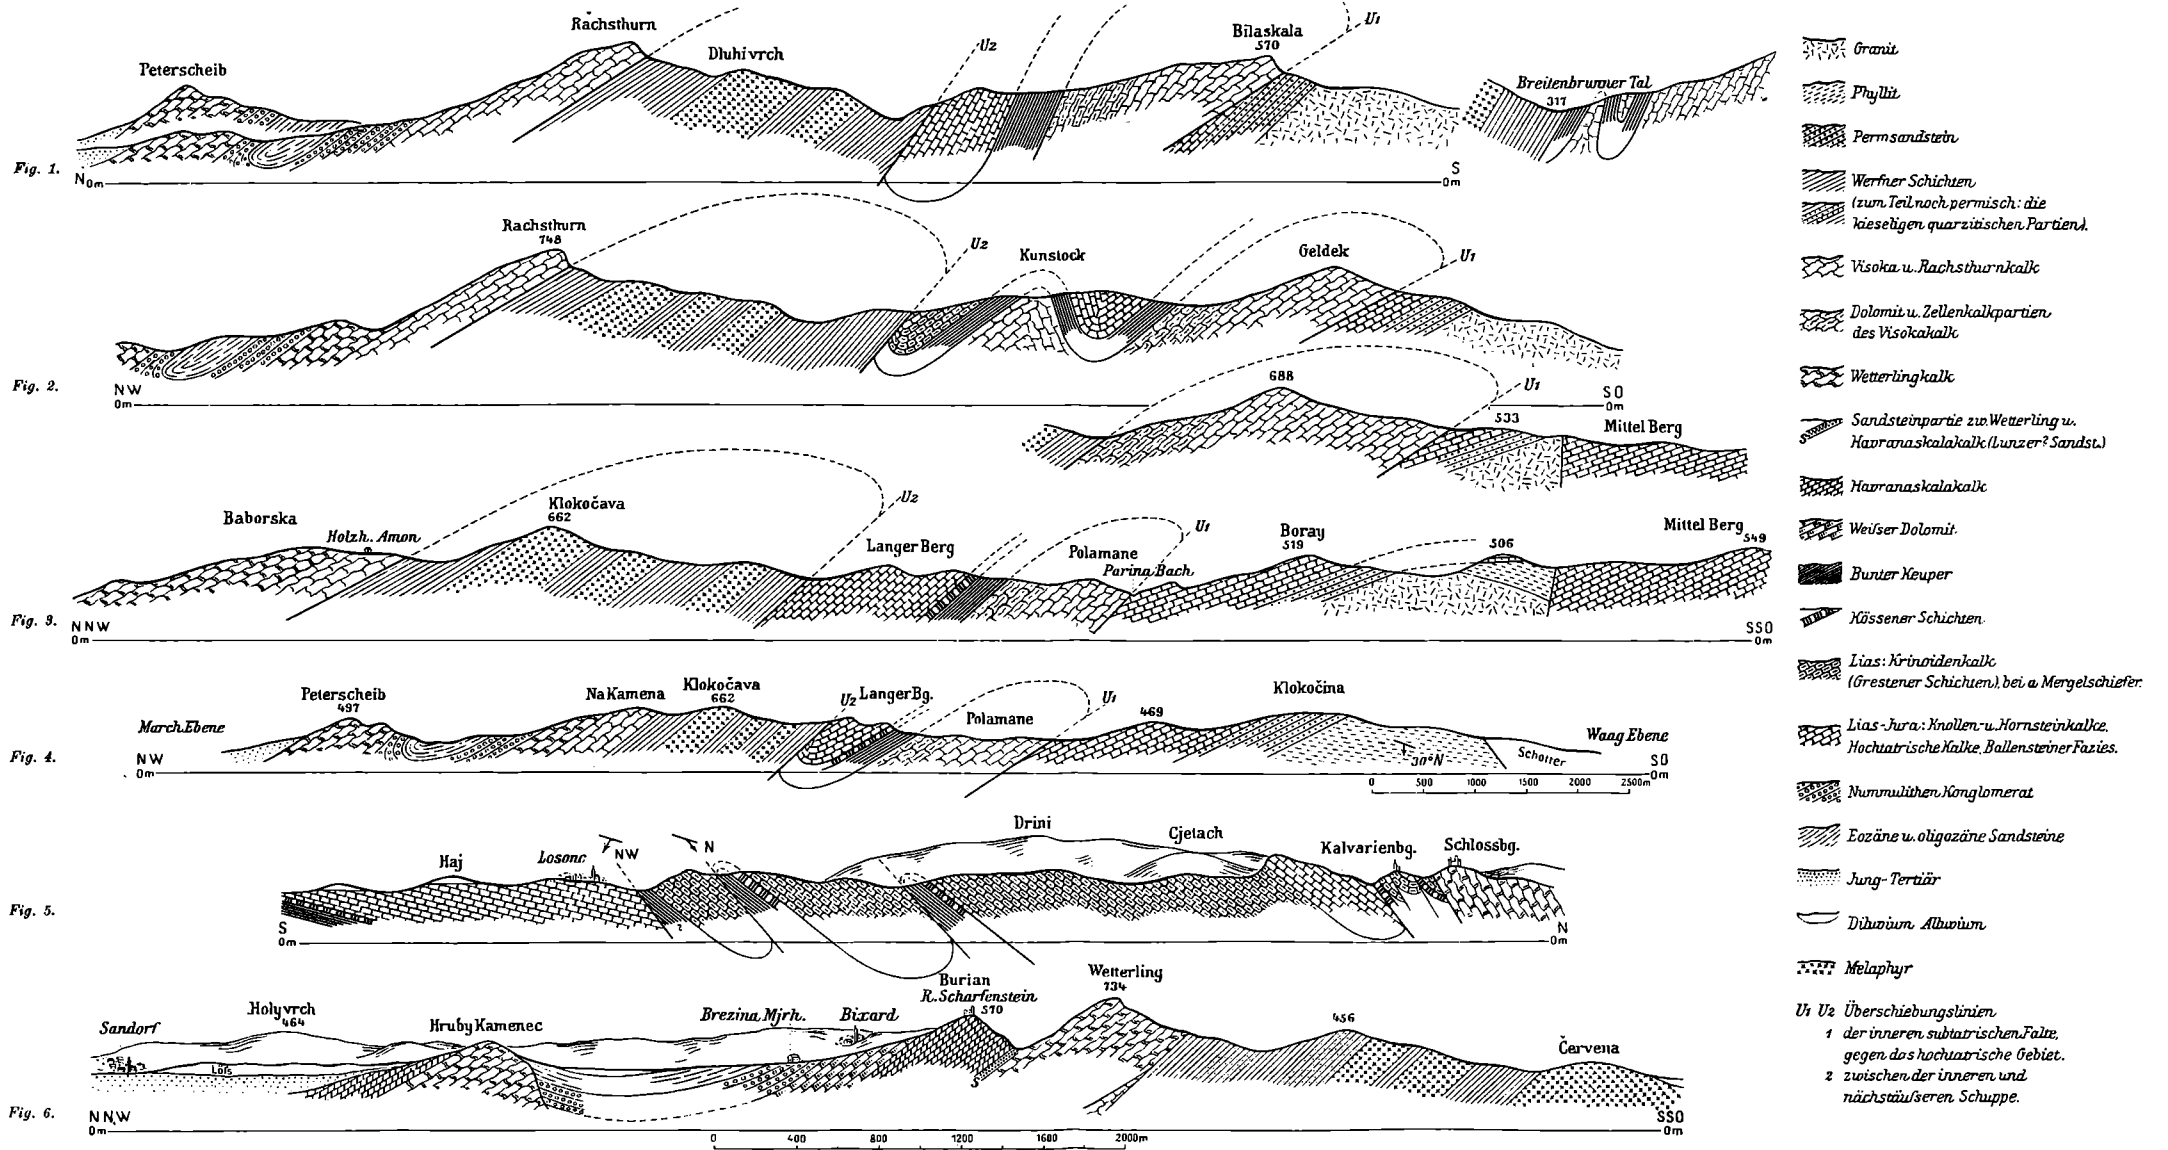 Rachsthurn
Peterscheib
Dluhi vrch
U2
Bilaskala
570
U1
Breitenbrunner Tal
317
Fig. 1.
N
0m
S
0m
Rachsthurn
748
U2
Kunstock
Geldek
U1
Fig. 2.
NW
0m
SO
0m
688
U1
533
Mittel Berg
Baborska
Holzh. Amon
Klokočava
662
U2
Langer Berg
Polamane
Parina Bach
U1
Boray
519
506
Mittel Berg
549
Fig. 3.
NNW
0m
SSO
0m
March Ebene
Peterscheib
497
Na Kamena
Klokočava
662
U2
Langer Bg.
Polamane
U1
469
Klokočina
Waag Ebene
30°N
Schotter
Fig. 4.
NW
0m
SO
0m
0 500 1000 1500 2000 2500m
Haj
Losonc
NW
N
Drini
Cjetach
Kalvarienbg.
Schlossbg.
?
Fig. 5.
S
0m
N
0m
Sandorf
Holy vrch
464
Löß
Hruby Kamenec
Brezina Mjrh.
Bixard
Burian
R. Scharfenstein
570
Wetterling
734
S
456
Červena
Fig. 6.
NNW
0m
SSO
0m
0 400 800 1200 1600 2000m
Granit
Phyllit
Permsandstein
Werfner Schichten
(zum Teil noch permisch: die
kieseligen quarzitischen Partien).
Visoka u. Rachsthurnkalk
Dolomit u. Zellenkalkpartien
des Visokakalk
Wetterlingkalk
Sandsteinpartie zw. Wetterling u.
Havranaskalakalk (Lunzer? Sandst.)
S
Havranaskalakalk
Weißer Dolomit.
Bunter Keuper
Kössener Schichten.
Lias: Krinoidenkalk
(Grestener Schichten), bei a Mergelschiefer.
Lias-Jura: Knollen- u. Hornsteinkalke.
Hochtatrische Kalke, Ballensteiner Fazies.
Nummulithen Konglomerat
Eozäne u. oligozäne Sandsteine
Jung-Tertiär
Diluvium Alluvium
Melaphyr
U1 U2 Überschiebungslinien
1 der inneren subtatrischen Falte,
gegen das hochtatrische Gebiet.
2 zwischen der inneren und
nächstäußeren Schuppe.